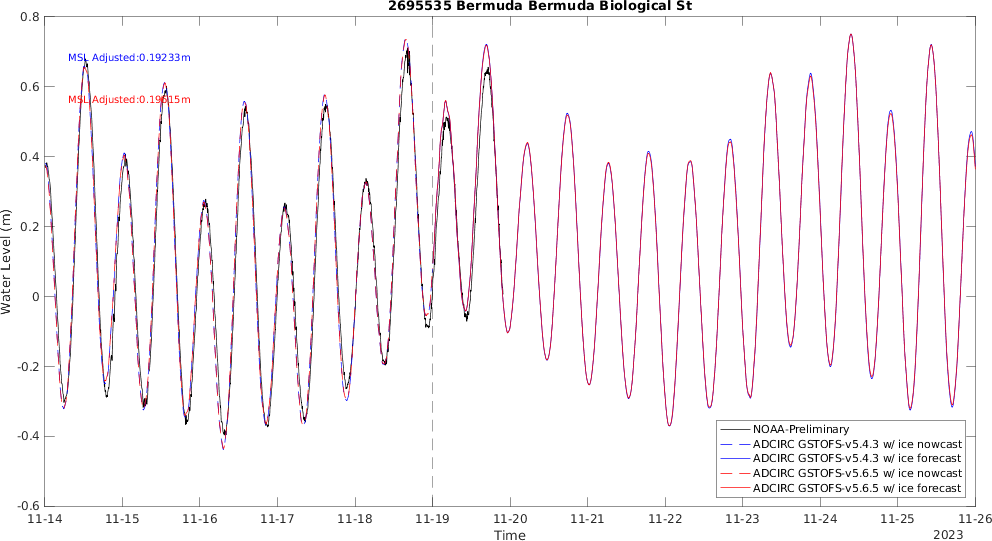 2695535 Bermuda Bermuda Biological St
0.8
0.6
0.4
0.2
0
-0.2
-0.4
-0.6
Water Level (m)
MSL Adjusted:0.19233m
MSL Adjusted:0.19615m
NOAA-Preliminary
ADCIRC GSTOFS-v5.4.3 w/ ice nowcast
ADCIRC GSTOFS-v5.4.3 w/ ice forecast
ADCIRC GSTOFS-v5.6.5 w/ ice nowcast
ADCIRC GSTOFS-v5.6.5 w/ ice forecast
11-14 11-15 11-16 11-17 11-18 11-19 11-20 11-21 11-22 11-23 11-24 11-25 11-26
Time
2023